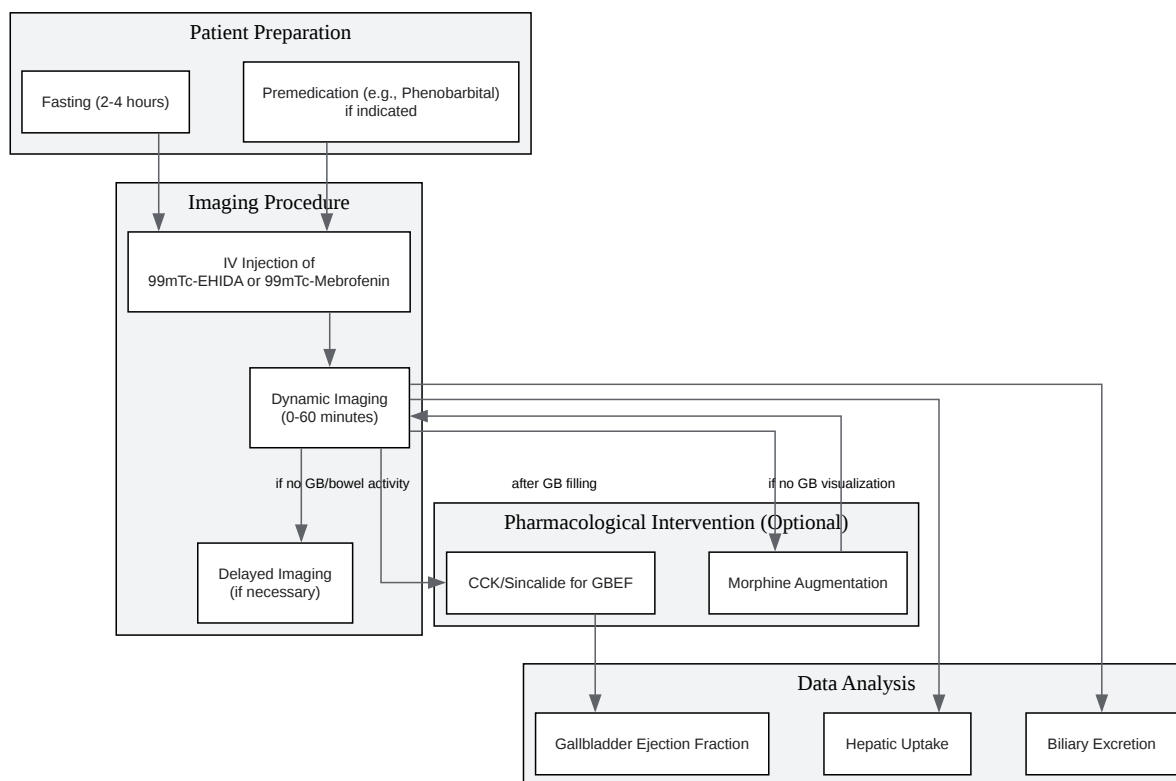 Patient Preparation
Fasting (2-4 hours)
Premedication (e.g., Phenobarbital)
if indicated
Imaging Procedure
IV Injection of
99mTc-EHIDA or 99mTc-Mebrofenin
Dynamic Imaging
(0-60 minutes)
if no GB/bowel activity
after GB filling
if no GB visualization
Pharmacological Intervention (Optional)
Delayed Imaging
(if necessary)
CCK/Sincalide for GBEF
Morphine Augmentation
Data Analysis
Gallbladder Ejection Fraction
Hepatic Uptake
Biliary Excretion